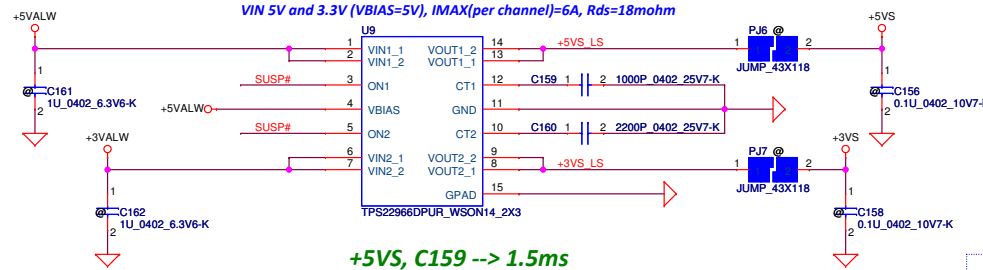 VIN 5V and 3.3V (VBIAS=5V), IMAX(per channel)=6A, Rds=18mohm
+5VALW
U9
PJ6 @
+5VS
1 VIN1_1 VOUT1_2 14 +5VS_LS 1 1 2 2
2 VIN1_2 VOUT1_1 13
JUMP_43X118
SUSP# 3 ON1 CT1 12 C159 1 2 1000P_0402_25V7-K
1 @ C161 2
1U_0402_6.3V6-K
1 @ C156 2
0.1U_0402_10V7-K
+5VALW 4 VBIAS GND 11
SUSP# 5 ON2 CT2 10 C160 1 2 2200P_0402_25V7-K
+3VALW
+3VS
6 VIN2_1 VOUT2_2 9
PJ7 @
7 VIN2_2 VOUT2_1 8 +3VS_LS 1 1 2 2
JUMP_43X118
GPAD 15
TPS22966DPUR_WSON14_2X3
1 @ C162 2
1U_0402_6.3V6-K
1 @ C158 2
0.1U_0402_10V7-K
+5VS, C159 --> 1.5ms